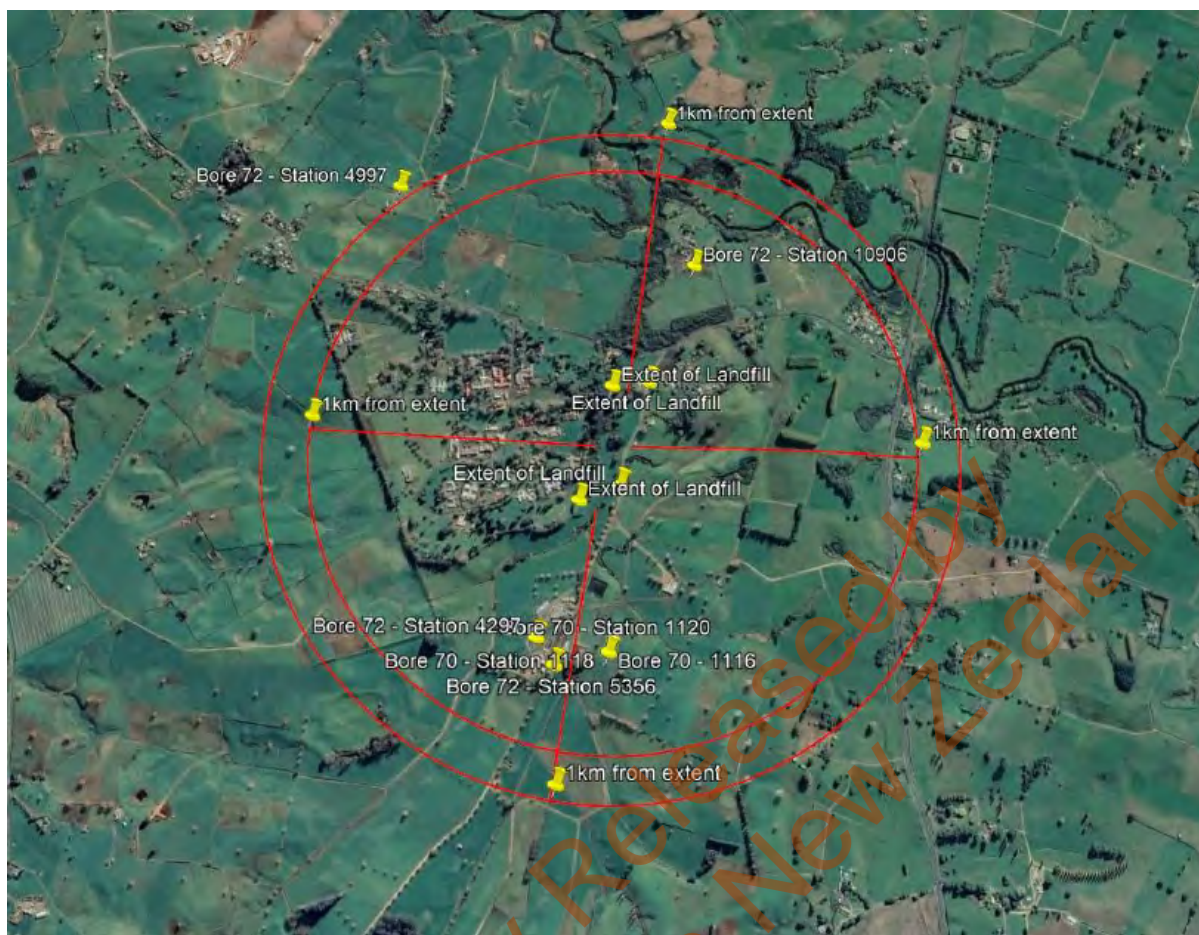 1km from extent
Bore 72 - Station 4997
Bore 72 - Station 10906
Extent of Landfill
Extent of Landfill
1km from extent
1km from extent
Extent of Landfill
Extent of Landfill
Bore 72 - Station 4297
Bore 70 - Station 1120
Bore 70 - Station 1118
Bore 70 - 1116
Bore 72 - Station 5356
1km from extent
Released by
New Zealand